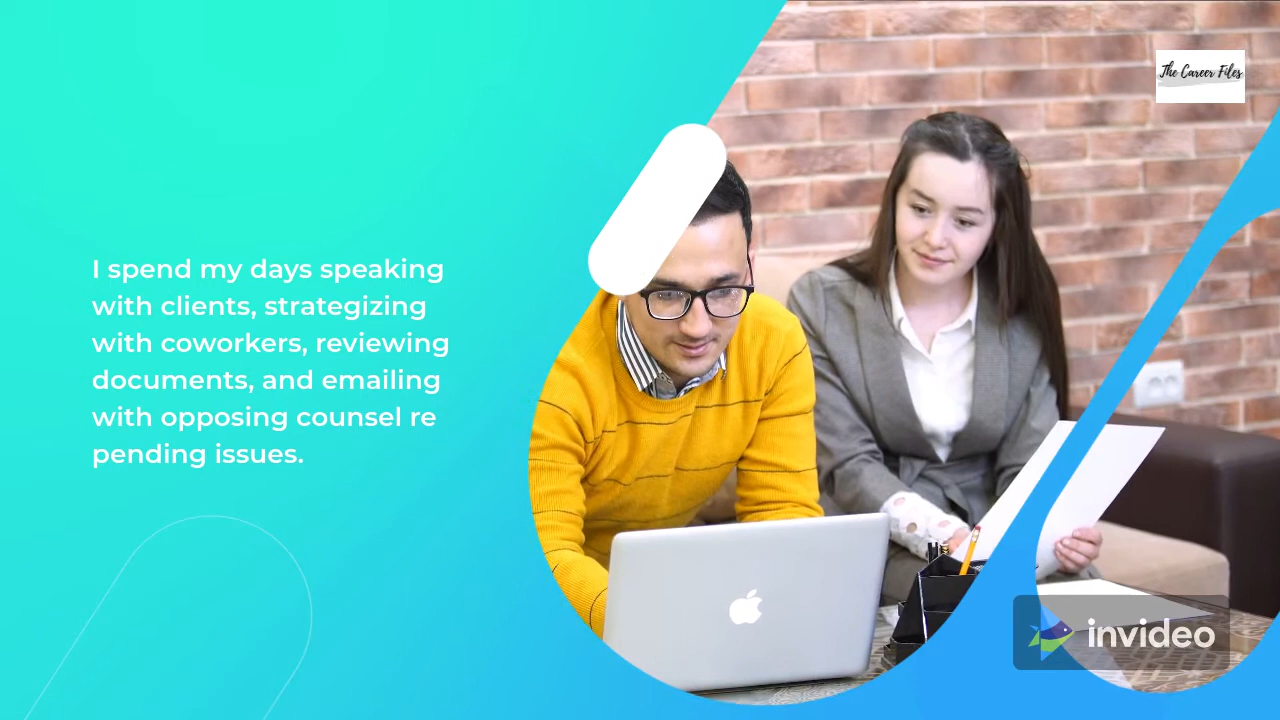 The Career Files
I spend my days speaking
with clients, strategizing
with coworkers, reviewing
documents, and emailing
with opposing counsel re
pending issues.
invideo